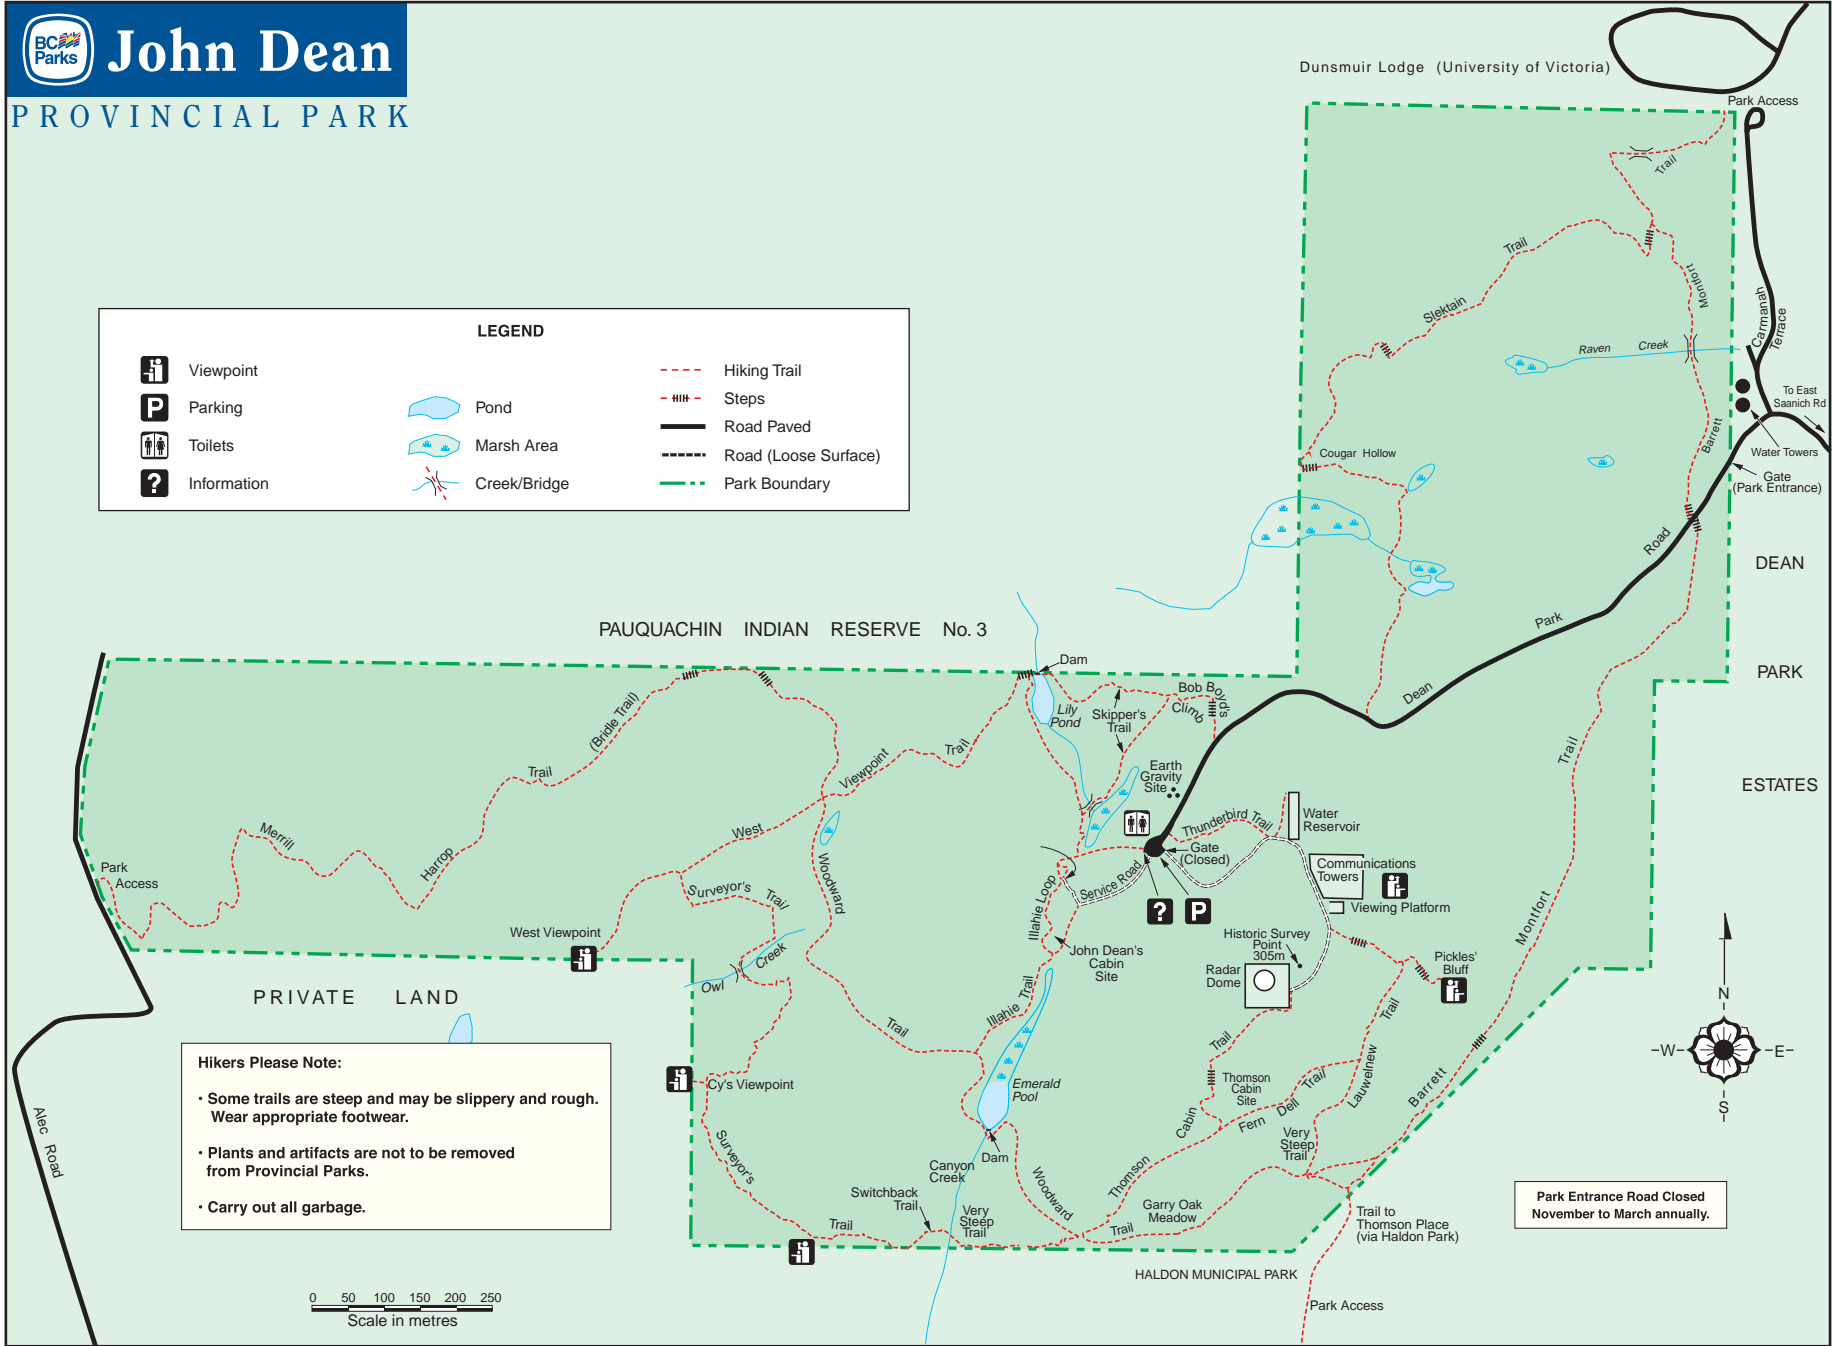 BC Parks
John Dean
PROVINCIAL PARK
Dunsmuir Lodge (University of Victoria)
Park Access
Trail
Slektain
Trail
Montfort
Barrett
Carmanah
Terrace
Raven Creek
To East
Saanich Rd
Water Towers
Gate
(Park Entrance)
Cougar Hollow
LEGEND
Viewpoint
Parking
Toilets
Information
Pond
Marsh Area
Creek/Bridge
Hiking Trail
Steps
Road Paved
Road (Loose Surface)
Park Boundary
P
?
DEAN
PARK
ESTATES
Dean Park Road
PAUQUACHIN INDIAN RESERVE No. 3
Dam
Lily
Pond
Skipper's
Trail
Bob Boyd's
Climb
Earth
Gravity
Site
Thunderbird Trail
Water
Reservoir
Gate
(Closed)
Communications
Towers
Viewing Platform
Service Road
?
P
Historic Survey
Point
305m
Radar
Dome
Pickles'
Bluff
Illahie Loop
John Dean's
Cabin
Site
Illahie Trail
Emerald
Pool
Dam
Canyon
Creek
Park
Access
Merrill
Harrop
Trail
(Bridle Trail)
West
Viewpoint
Trail
Woodward
Trail
Woodward
West Viewpoint
Surveyor's
Trail
Owl
Creek
Cy's Viewpoint
Surveyor's
Trail
Switchback
Trail
Very
Steep
Trail
Thomson
Cabin
Trail
Thomson
Cabin
Site
Fern
Dell
Trail
Lauwelnew
Trail
Very
Steep
Trail
Garry Oak
Meadow
Trail
Barrett
Montfort
Trail
Trail to
Thomson Place
(via Haldon Park)
HALDON MUNICIPAL PARK
Park Access
PRIVATE LAND
Alec Road
Hikers Please Note:
• Some trails are steep and may be slippery and rough.
Wear appropriate footwear.
• Plants and artifacts are not to be removed
from Provincial Parks.
• Carry out all garbage.
Park Entrance Road Closed
November to March annually.
N
W
E
S
0 50 100 150 200 250
Scale in metres